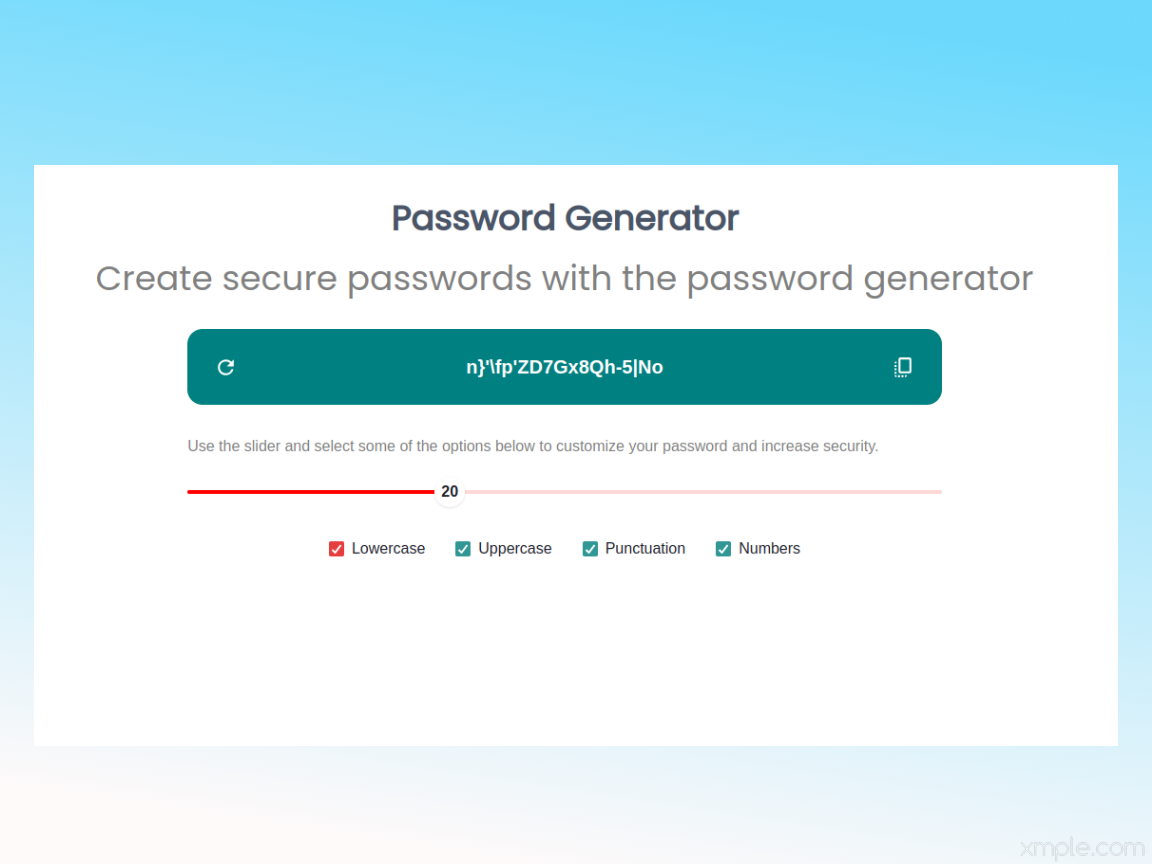 Password Generator
Create secure passwords with the password generator
n}'\fp'ZD7Gx8Qh-5|No
Use the slider and select some of the options below to customize your password and increase security.
20
Lowercase Uppercase Punctuation Numbers
xmple.com